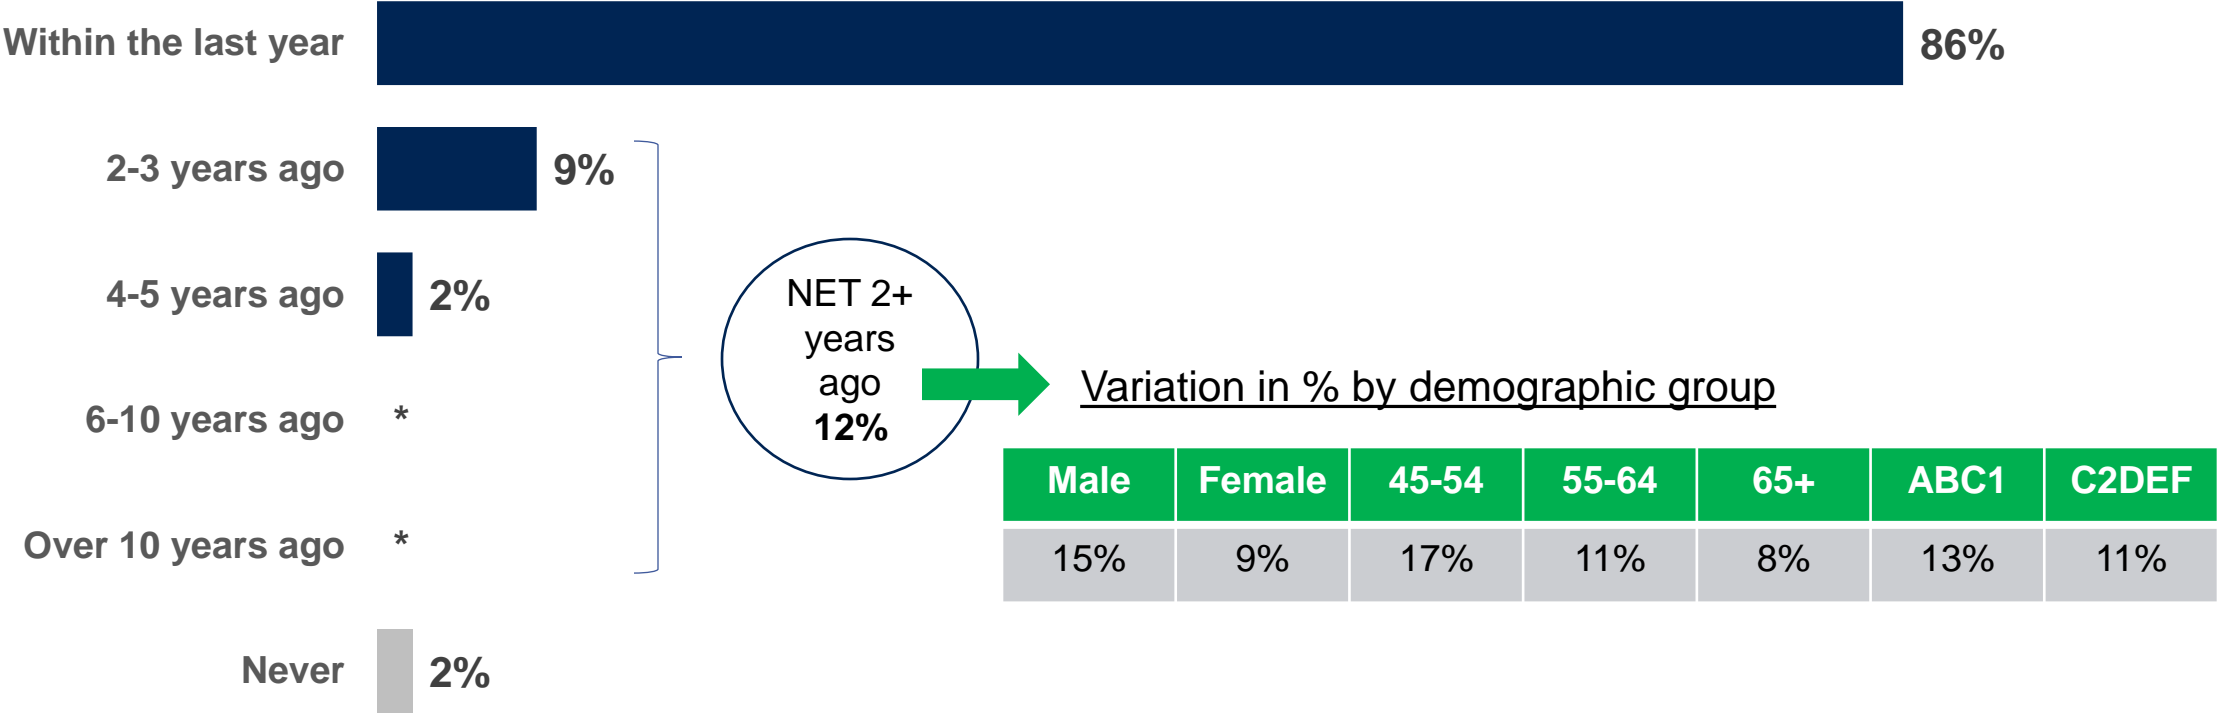 Within the last year 86%
2-3 years ago 9%
4-5 years ago 2%
6-10 years ago *
Over 10 years ago *
Never 2%
NET 2+
years
ago
12%
Variation in % by demographic group
Male Female 45-54 55-64 65+ ABC1 C2DEF
15% 9% 17% 11% 8% 13% 11%